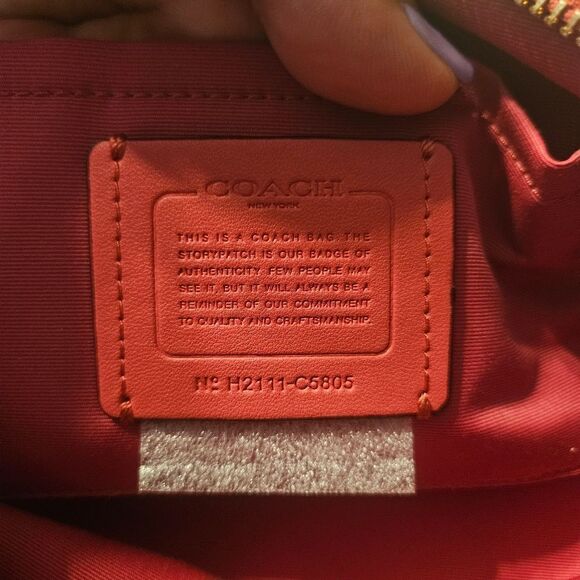 COACH
NEW YORK
THIS IS A COACH BAG. THE
STORYPATCH IS OUR BADGE OF
AUTHENTICITY. FEW PEOPLE MAY
SEE IT, BUT IT WILL ALWAYS BE A
REMINDER OF OUR COMMITMENT
TO QUALITY AND CRAFTSMANSHIP.
Nº H2111-C5805